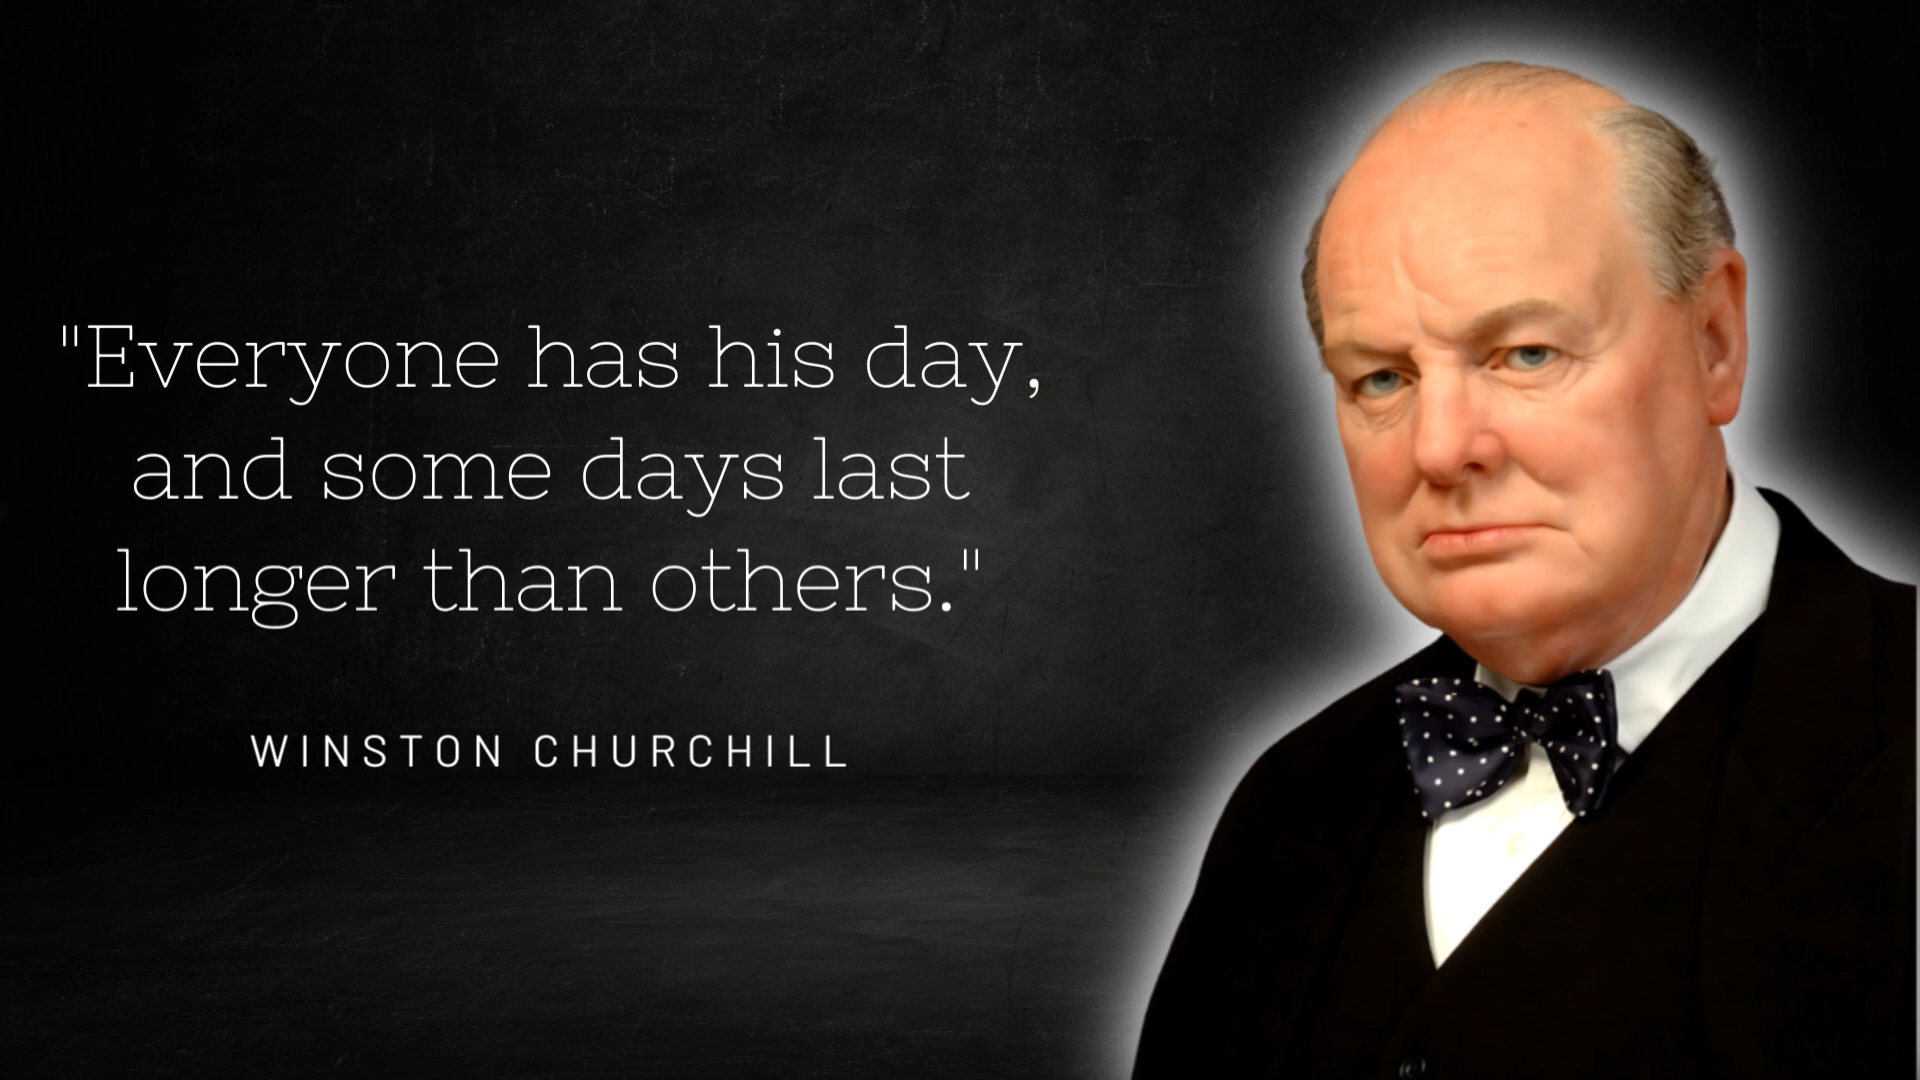 "Everyone has his day,
and some days last
longer than others."
WINSTON CHURCHILL